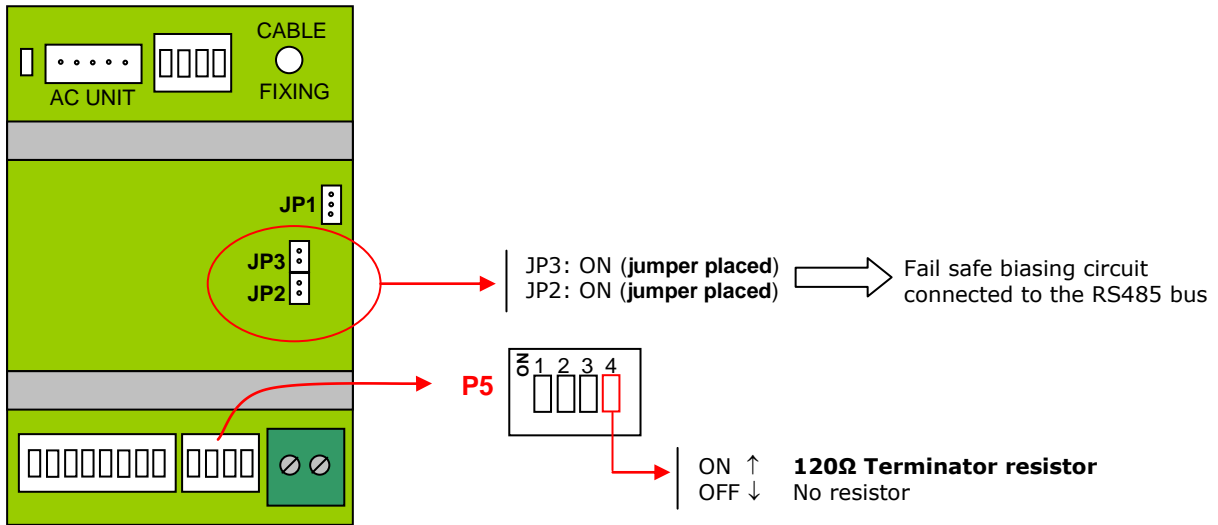 CABLE
FIXING
AC UNIT
JP1
JP3
JP2
JP3: ON (jumper placed)
JP2: ON (jumper placed)
Fail safe biasing circuit
connected to the RS485 bus
P5
ON
1 2 3 4
ON ↑ 120Ω Terminator resistor
OFF ↓ No resistor